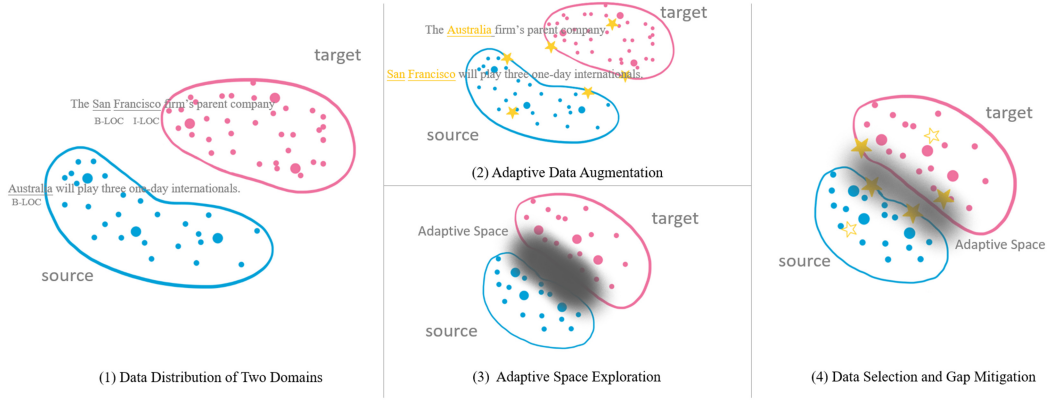 target
The San Francisco firm's parent company
B-LOC I-LOC
Australia will play three one-day internationals.
B-LOC
source
(1) Data Distribution of Two Domains
target
The Australia firm's parent company
San Francisco will play three one-day internationals.
source
(2) Adaptive Data Augmentation
target
Adaptive Space
source
(3) Adaptive Space Exploration
target
Adaptive Space
source
(4) Data Selection and Gap Mitigation